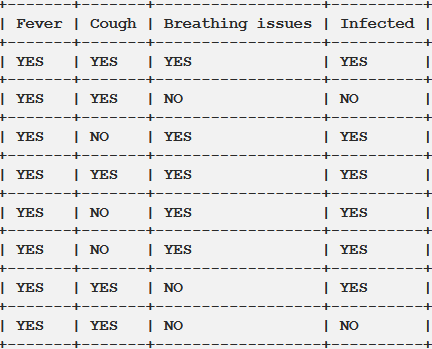 | Fever | Cough | Breathing issues | Infected |
| YES | YES | YES | YES |
| YES | YES | NO | NO |
| YES | NO | YES | YES |
| YES | YES | YES | YES |
| YES | NO | YES | YES |
| YES | NO | YES | YES |
| YES | YES | NO | YES |
| YES | YES | NO | NO |